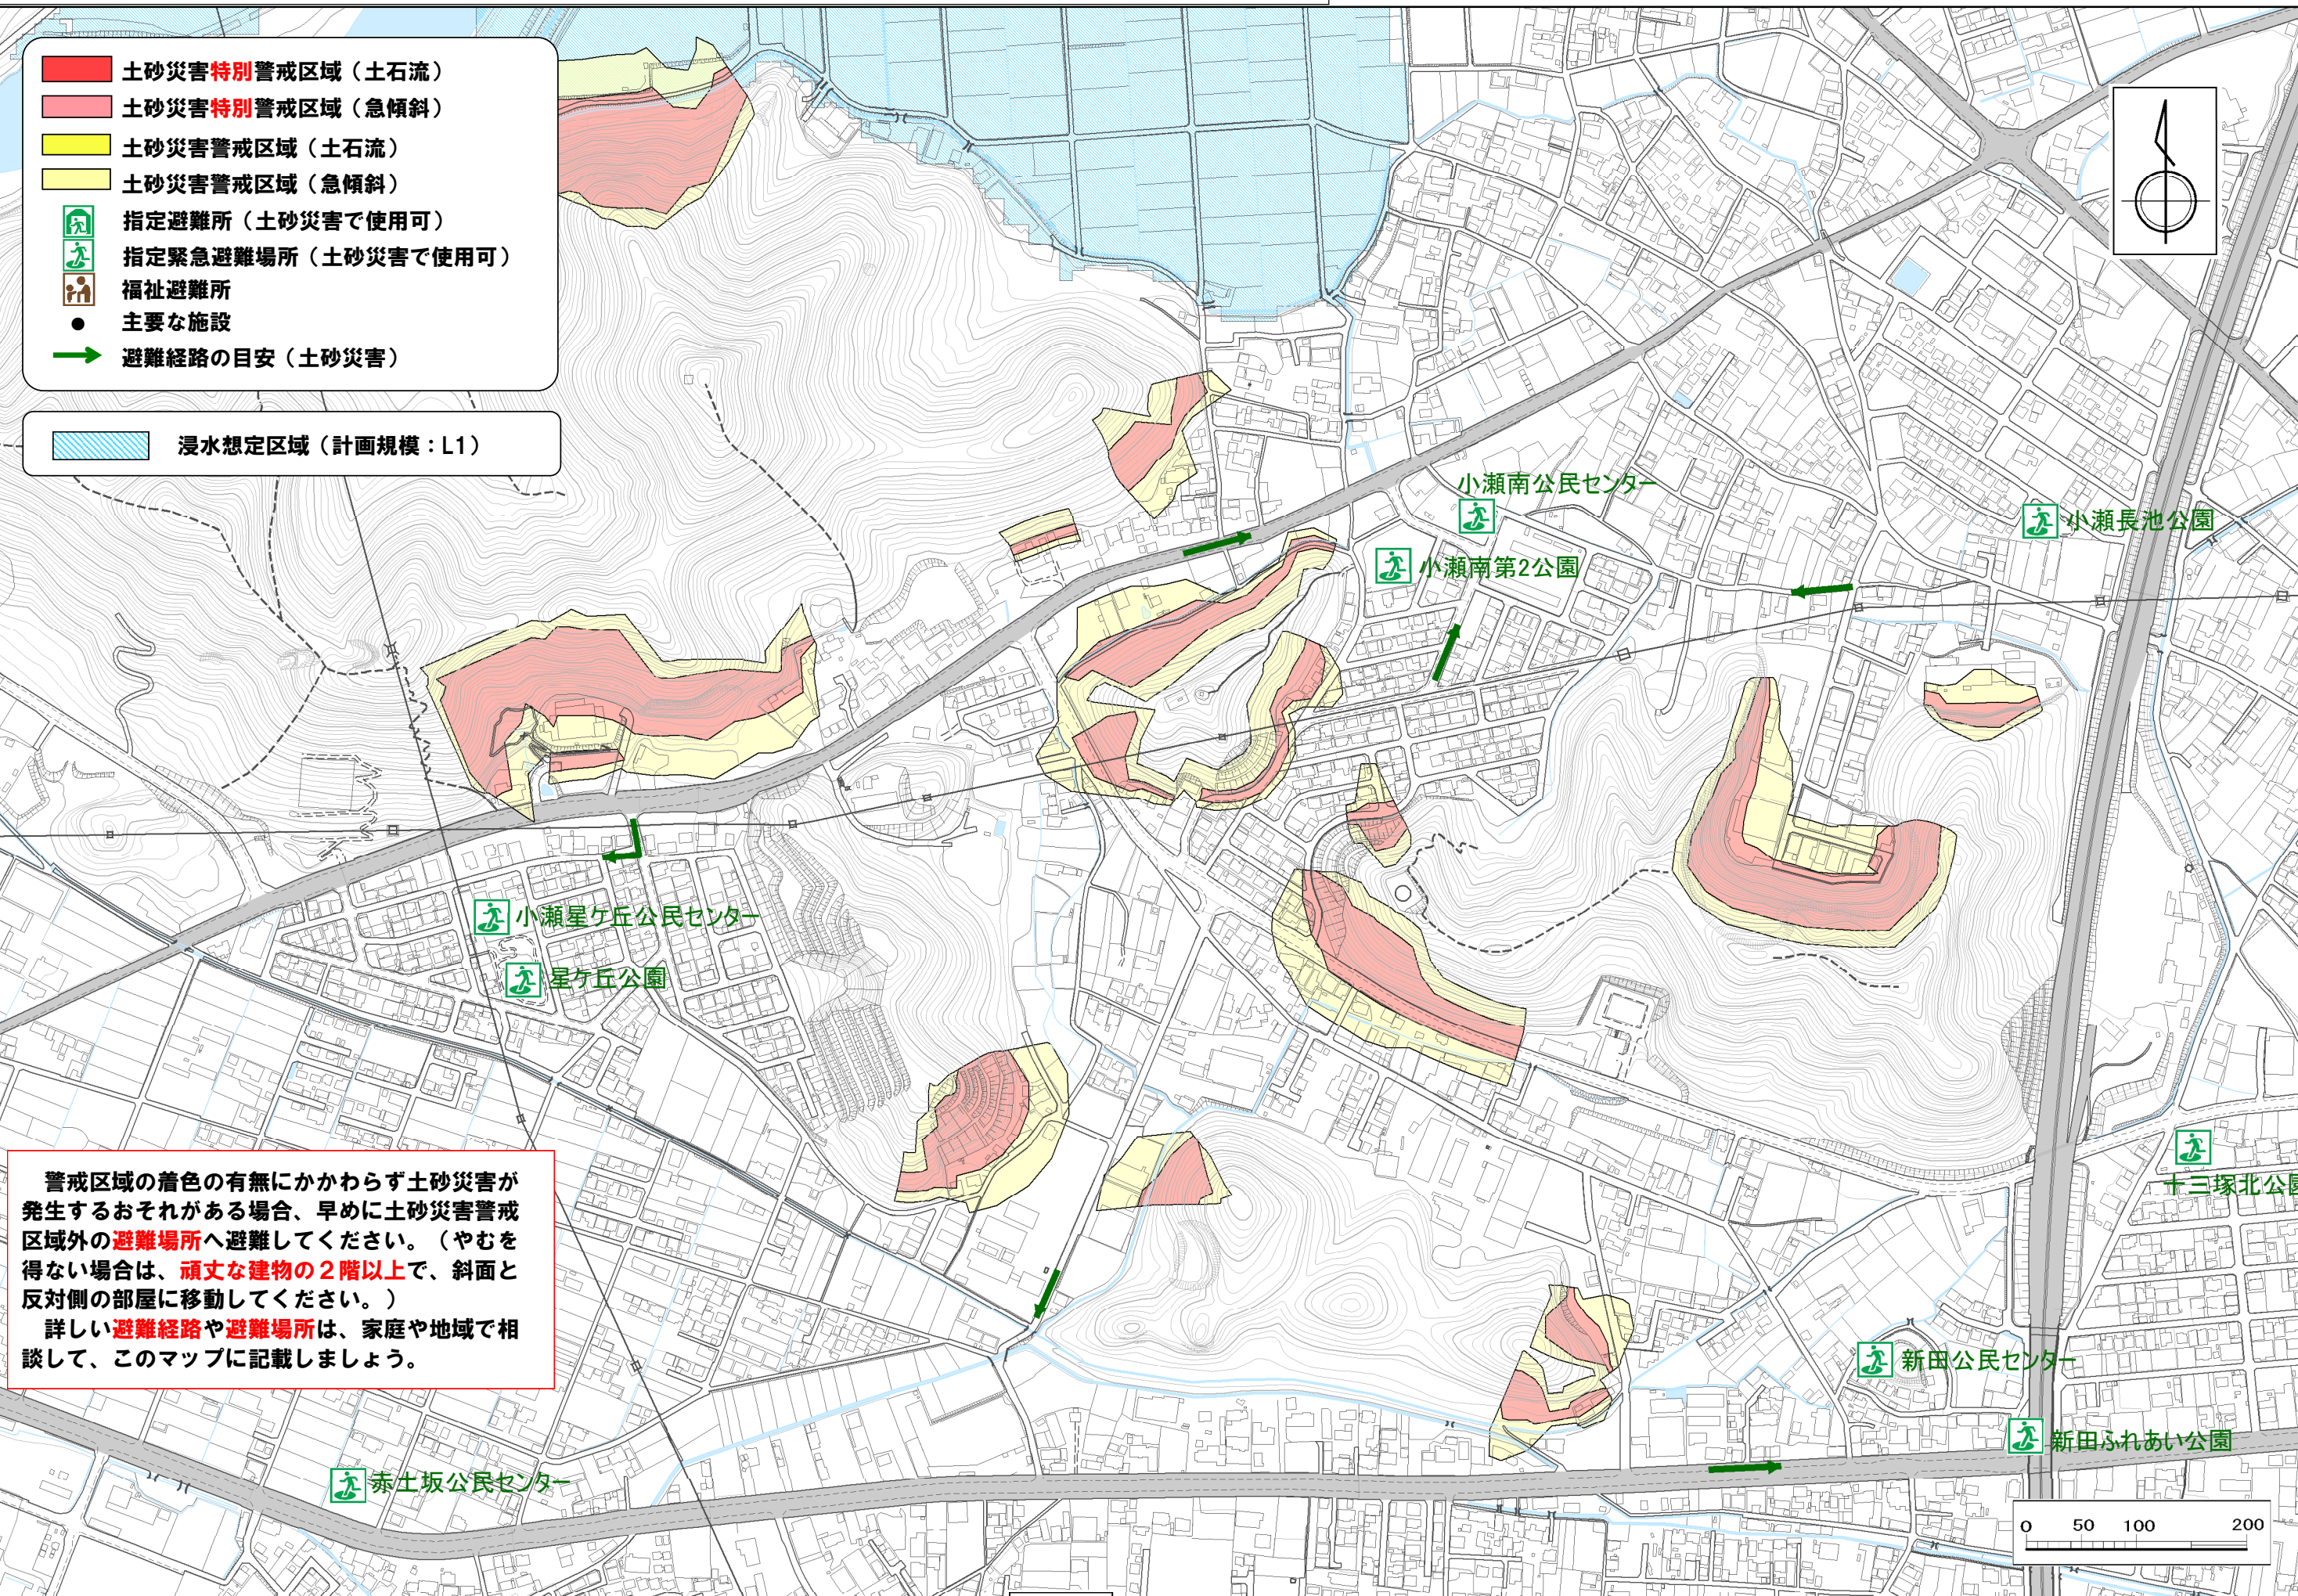 土砂災害特別警戒区域（土石流）
土砂災害特別警戒区域（急傾斜）
土砂災害警戒区域（土石流）
土砂災害警戒区域（急傾斜）
指定避難所（土砂災害で使用可）
指定緊急避難場所（土砂災害で使用可）
福祉避難所
主要な施設
避難経路の目安（土砂災害）
浸水想定区域（計画規模：L1）
小瀬南公民センター
小瀬長池公園
小瀬南第2公園
小瀬星ケ丘公民センター
星ケ丘公園
十三塚北公園
警戒区域の着色の有無にかかわらず土砂災害が
発生するおそれがある場合、早めに土砂災害警戒
区域外の避難場所へ避難してください。（やむを
得ない場合は、頑丈な建物の２階以上で、斜面と
反対側の部屋に移動してください。）
詳しい避難経路や避難場所は、家庭や地域で相
談して、このマップに記載しましょう。
新田公民センター
新田ふれあい公園
赤土坂公民センター
0 50 100 200